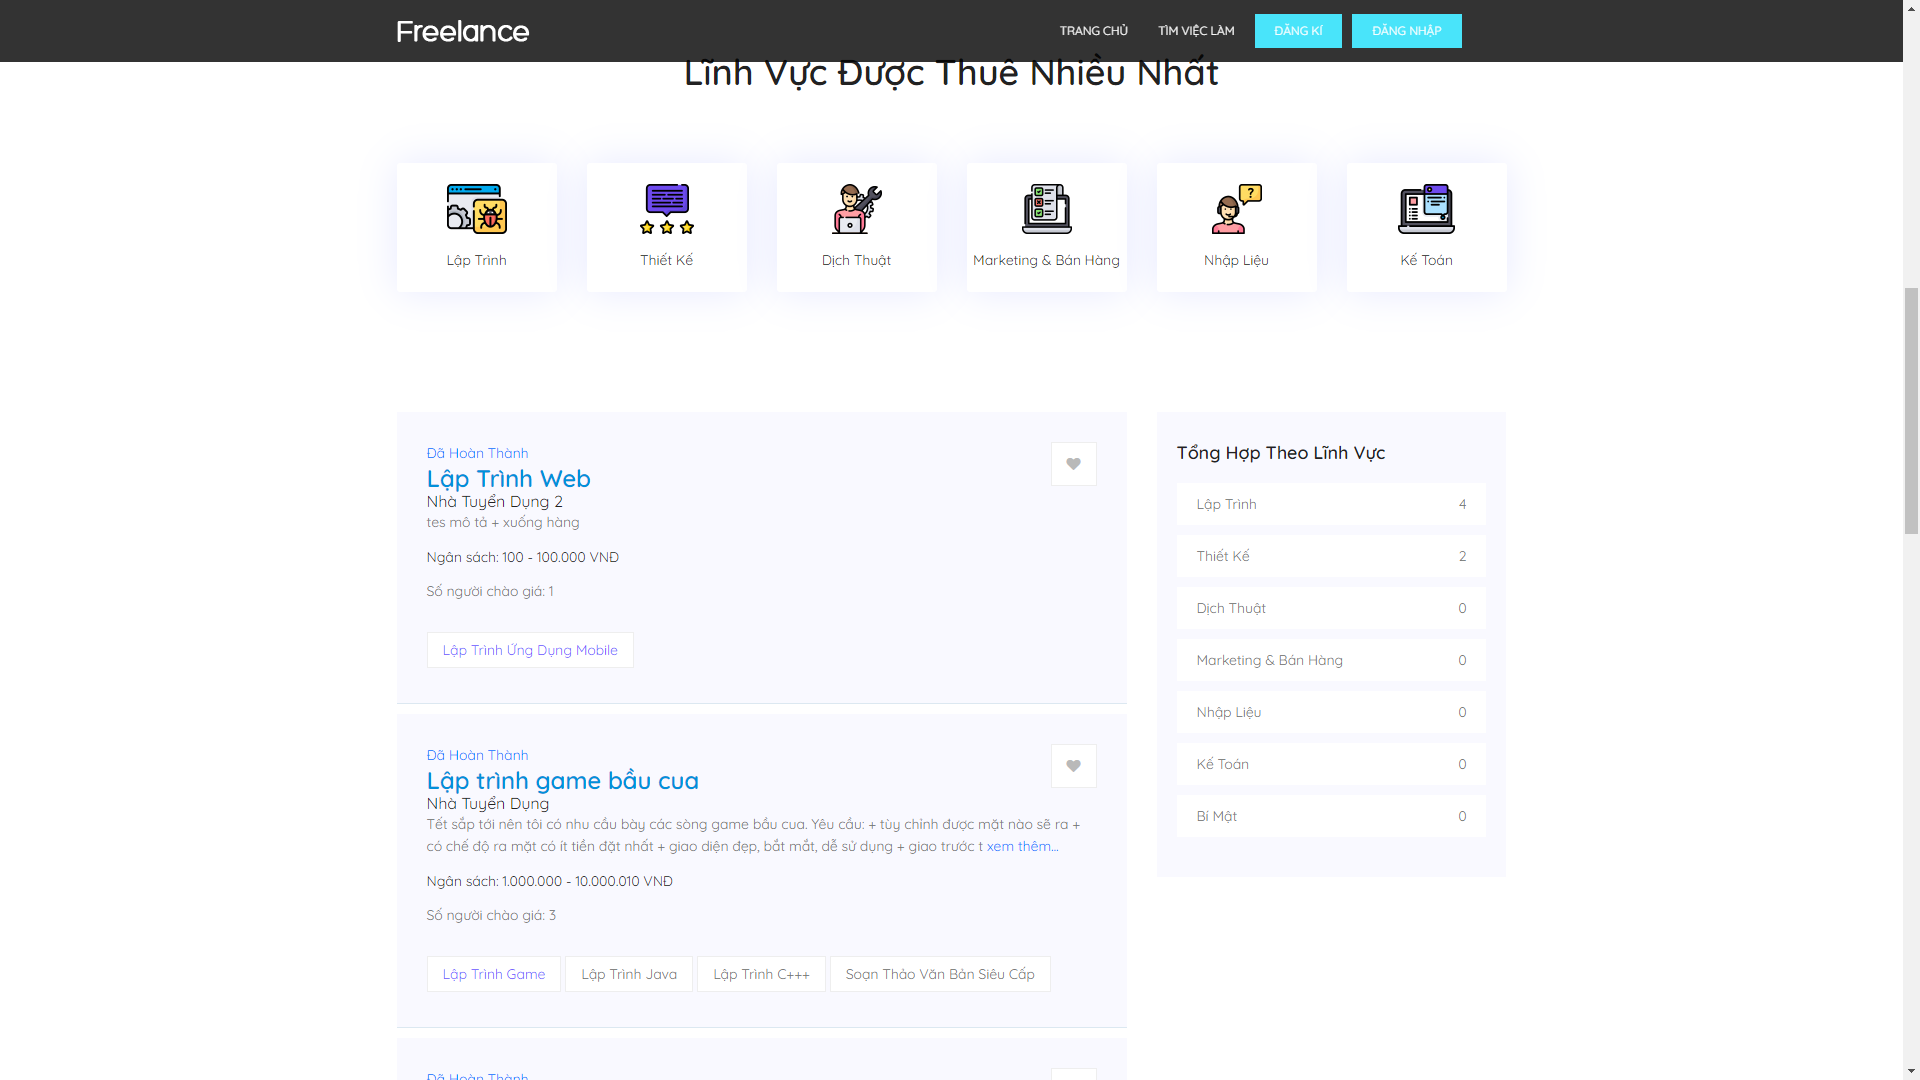 Freelance
TRANG CHỦ
TÌM VIỆC LÀM
ĐĂNG KÍ
ĐĂNG NHẬP
Lĩnh Vực Được Thuê Nhiều Nhất
Lập Trình
Thiết Kế
?
Dịch Thuật
Marketing & Bán Hàng
Nhập Liệu
Kế Toán
Đã Hoàn Thành
Lập Trình Web
Nhà Tuyển Dụng 2
tes mô tả + xuống hàng
Ngân sách: 100 - 100.000 VNĐ
Số người chào giá: 1
Lập Trình Ứng Dụng Mobile
Đã Hoàn Thành
Lập trình game bầu cua
Nhà Tuyển Dụng
Tết sắp tới nên tôi có nhu cầu bày các sòng game bầu cua. Yêu cầu: + tùy chỉnh được mặt nào sẽ ra +
có chế độ ra mặt có ít tiền đặt nhất + giao diện đẹp, bắt mắt, dễ sử dụng + giao trước t xem thêm...
Ngân sách: 1.000.000 - 10.000.010 VNĐ
Số người chào giá: 3
Lập Trình Game
Lập Trình Java
Lập Trình C+++
Soạn Thảo Văn Bản Siêu Cấp
Đã Hoàn Thành
Tổng Hợp Theo Lĩnh Vực
Lập Trình 4
Thiết Kế 2
Dịch Thuật 0
Marketing & Bán Hàng 0
Nhập Liệu 0
Kế Toán 0
Bí Mật 0